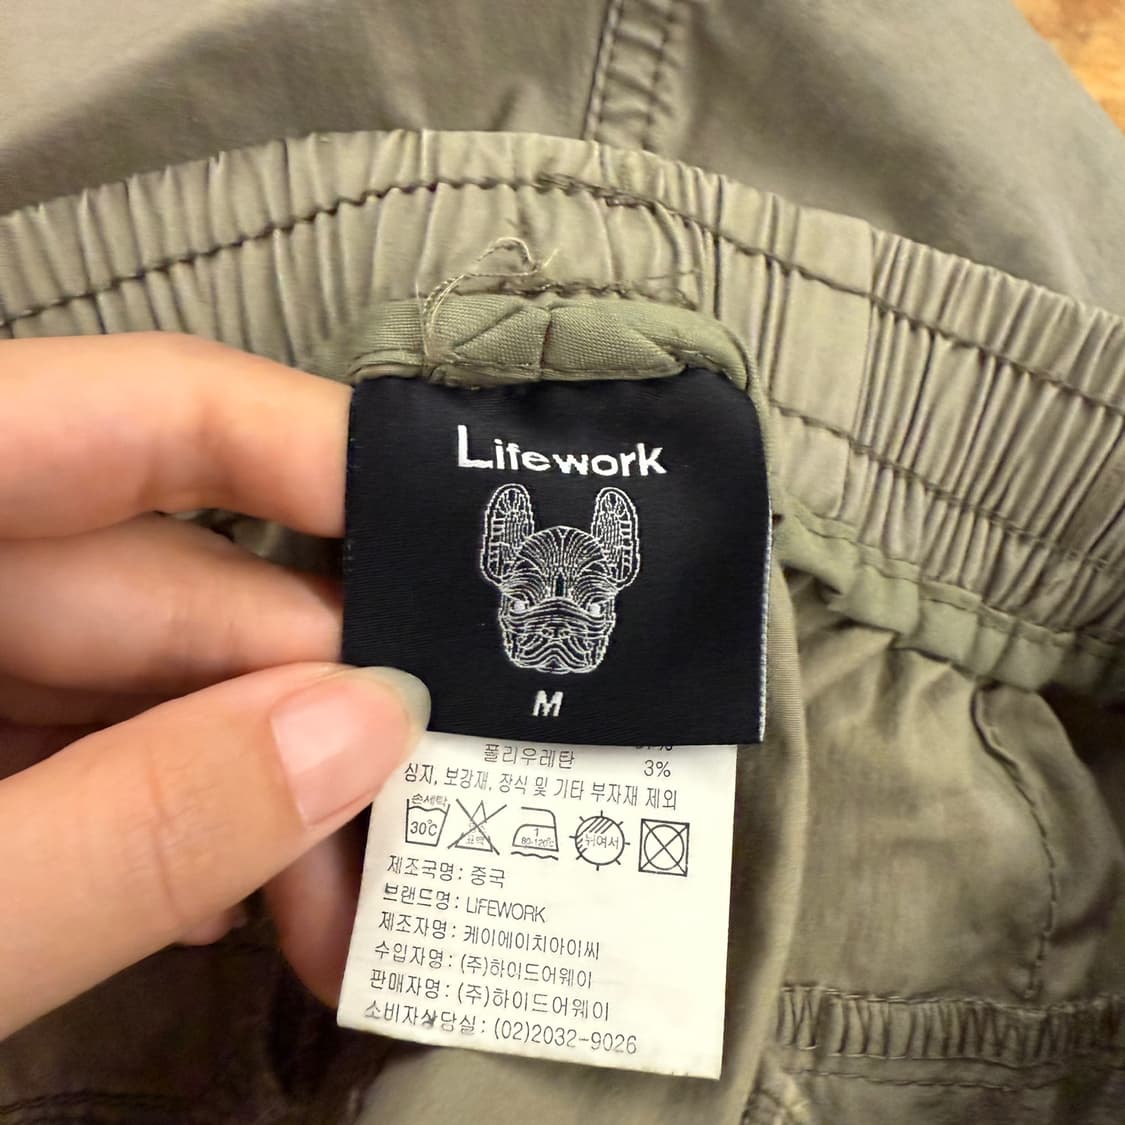 Lifework
M
폴리우레탄 3%
심지, 보강재, 장식 및 기타 부자재 제외
손세탁
30℃
표백
1
80-120℃
뉘여서
제조국명: 중국
브랜드명: LIFEWORK
제조자명: 케이에이치아이씨
수입자명: (주)하이드어웨이
판매자명: (주)하이드어웨이
소비자상담실: (02)2032-9026